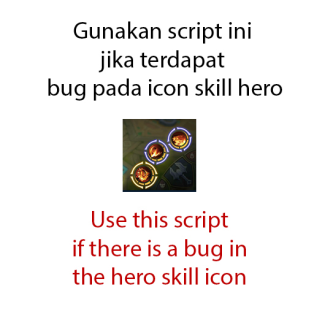 Gunakan script ini
jika terdapat
bug pada icon skill hero
Use this script
if there is a bug in
the hero skill icon